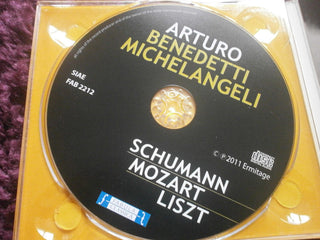 ARTURO
BENEDETTI
MICHELANGELI
SIAE
FAB 2212
© ℗ 2011 Ermitage
SCHUMANN
MOZART
LISZT